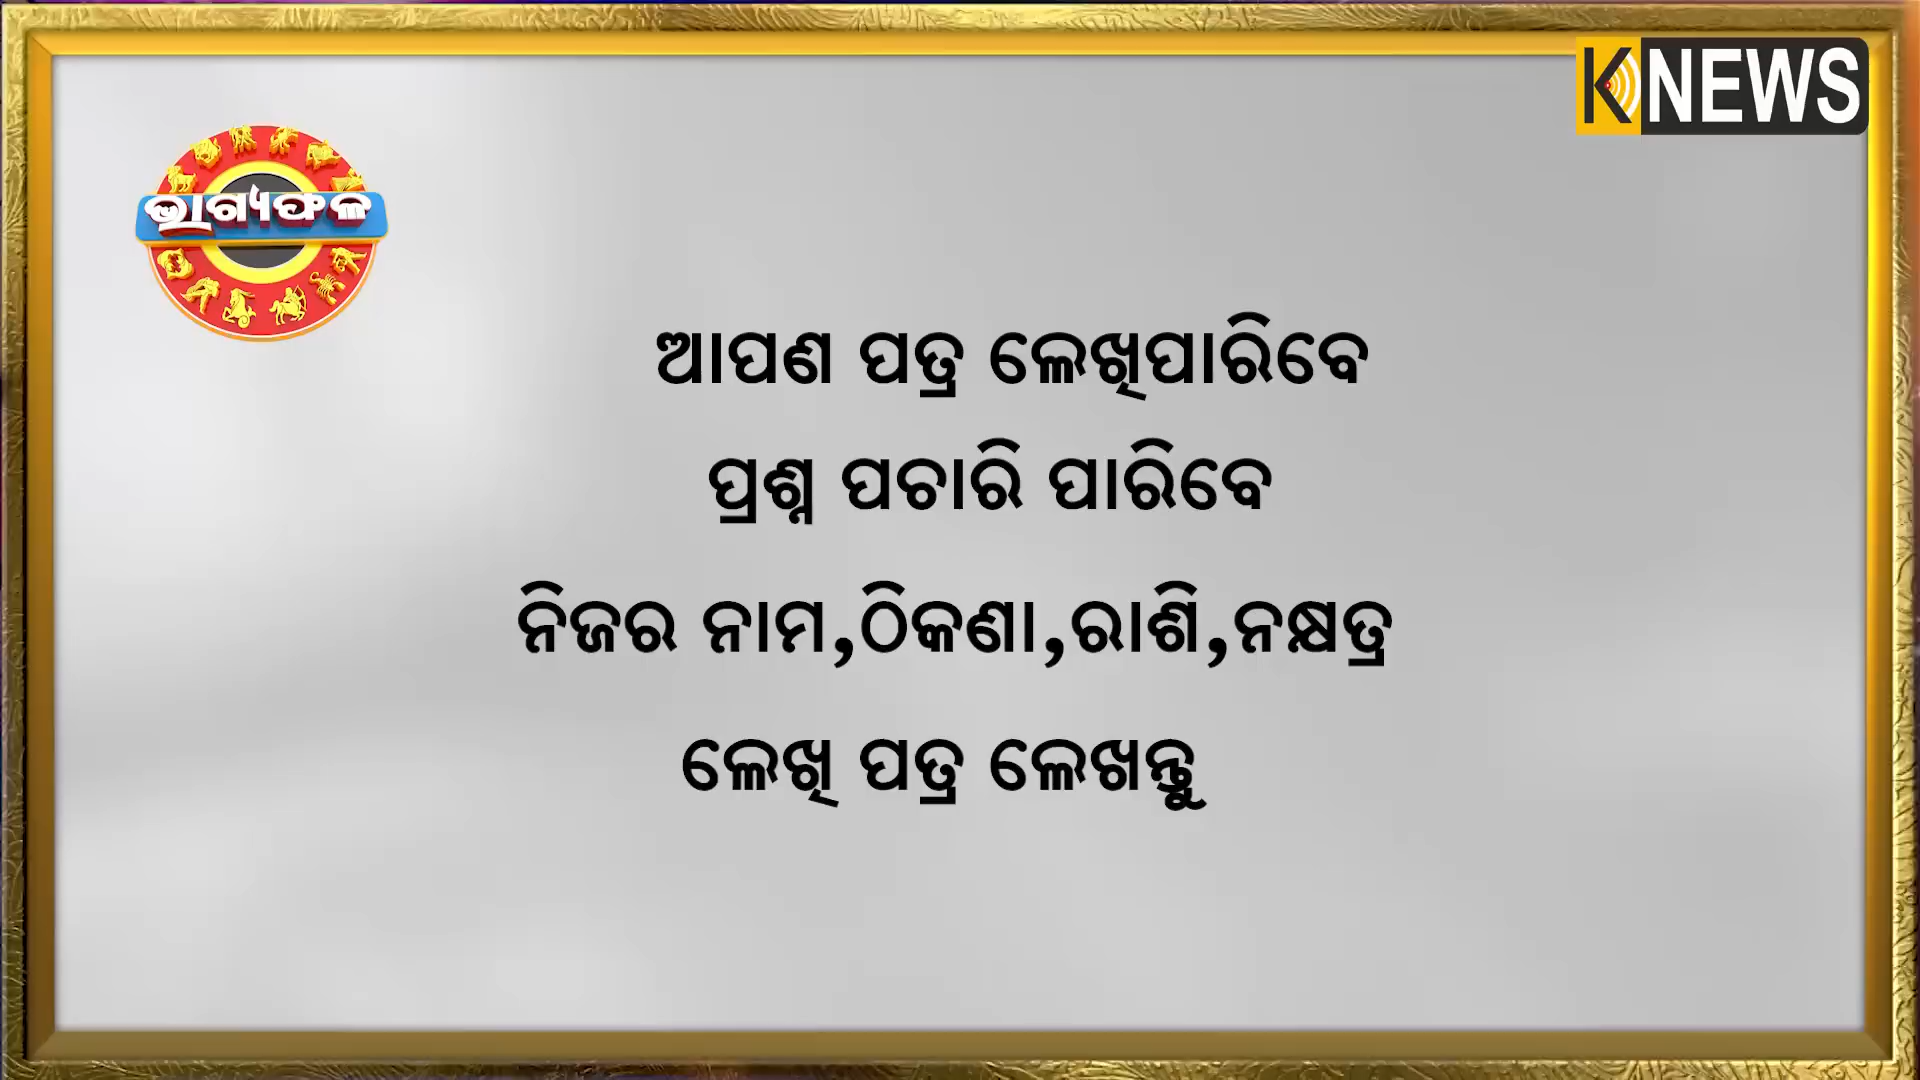 KNEWS
ଭାଗ୍ୟଫଳ
ଆପଣ ପତ୍ର ଲେଖିପାରିବେ
ପ୍ରଶ୍ନ ପଚାରି ପାରିବେ
ନିଜର ନାମ,ଠିକଣା,ରାଶି,ନକ୍ଷତ୍ର
ଲେଖି ପତ୍ର ଲେଖନ୍ତୁ